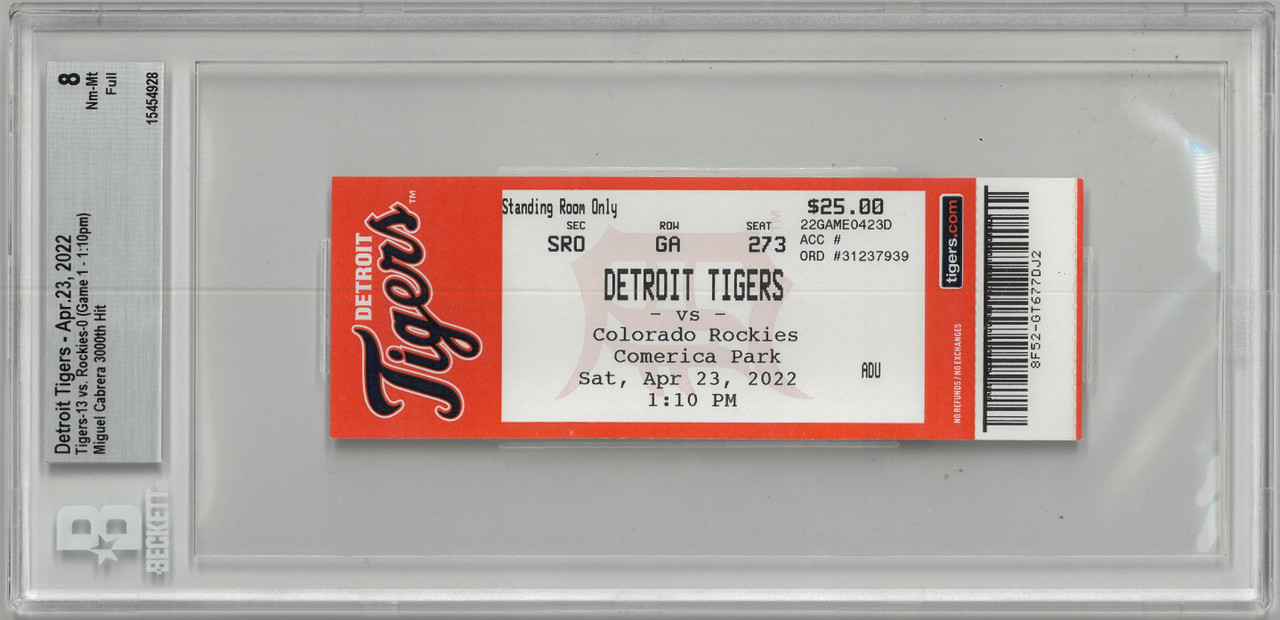 Detroit Tigers - Apr.23, 2022
Tigers-13 vs. Rockies-0 (Game 1 - 1:10pm)
Miguel Cabrera 3000th Hit
8
Nm-Mt
Full
15454928
BECKETT®
DETROIT
Tigers™
Standing Room Only
SEC ROW SEAT
SRO GA 273
DETROIT TIGERS
- vs -
Colorado Rockies
Comerica Park
Sat, Apr 23, 2022
1:10 PM
$25.00
22GAME0423D
ACC #
ORD #31237939
ADU
TM
tigers.com
NO REFUNDS/NO EXCHANGES
8F52-GT677DJ2